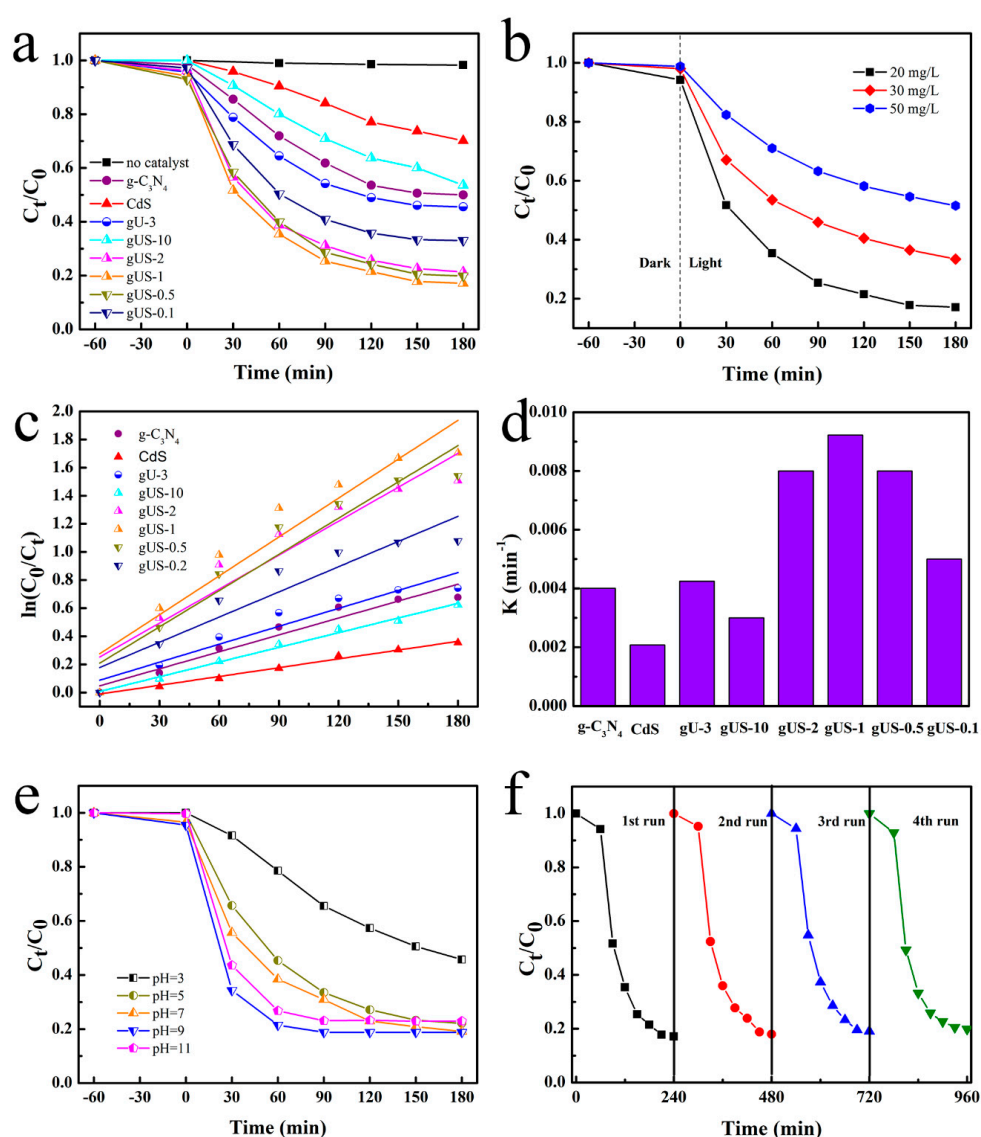 a
Ct/C0
1.0
0.8
0.6
0.4
0.2
0.0
no catalyst
g-C3N4
CdS
gU-3
gUS-10
gUS-2
gUS-1
gUS-0.5
gUS-0.1
-60 -30 0 30 60 90 120 150 180
Time (min)
b
Ct/C0
1.0
0.8
0.6
0.4
0.2
20 mg/L
30 mg/L
50 mg/L
Dark Light
-60 -30 0 30 60 90 120 150 180
Time (min)
c
ln(C0/Ct)
2.0
1.8
1.6
1.4
1.2
1.0
0.8
0.6
0.4
0.2
0.0
g-C3N4
CdS
gU-3
gUS-10
gUS-2
gUS-1
gUS-0.5
gUS-0.2
0 30 60 90 120 150 180
Time (min)
d
K (min-1)
0.010
0.008
0.006
0.004
0.002
0.000
g-C3N4 CdS gU-3 gUS-10 gUS-2 gUS-1 gUS-0.5 gUS-0.1
e
Ct/C0
1.0
0.8
0.6
0.4
0.2
0.0
pH=3
pH=5
pH=7
pH=9
pH=11
-60 -30 0 30 60 90 120 150 180
Time (min)
f
Ct/C0
1.0
0.8
0.6
0.4
0.2
0.0
1st run 2nd run 3rd run 4th run
0 120 240 360 480 600 720 840 960
Time (min)